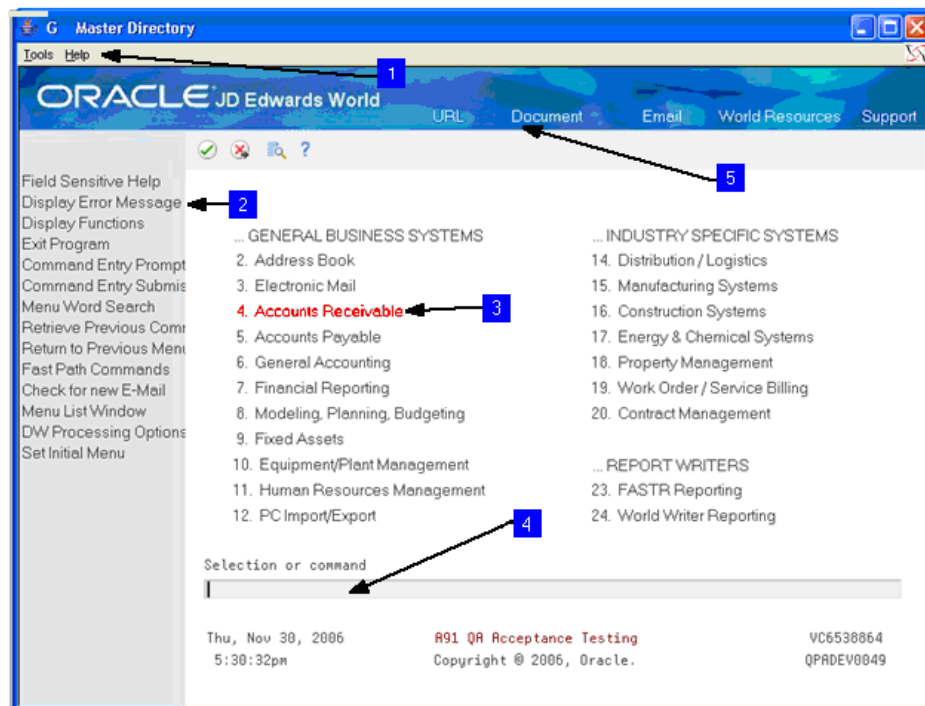 G Master Directory
Tools Help
1
ORACLE JD Edwards World
URL Document Email World Resources Support
5
Field Sensitive Help
Display Error Message
2
Display Functions
Exit Program
Command Entry Prompt
Command Entry Submis
Menu Word Search
Retrieve Previous Com
Return to Previous Menu
Fast Path Commands
Check for new E-Mail
Menu List Window
DW Processing Options
Set Initial Menu
... GENERAL BUSINESS SYSTEMS
2. Address Book
3. Electronic Mail
4. Accounts Receivable
3
5. Accounts Payable
6. General Accounting
7. Financial Reporting
8. Modeling, Planning, Budgeting
9. Fixed Assets
10. Equipment/Plant Management
11. Human Resources Management
12. PC Import/Export
... INDUSTRY SPECIFIC SYSTEMS
14. Distribution / Logistics
15. Manufacturing Systems
16. Construction Systems
17. Energy & Chemical Systems
18. Property Management
19. Work Order / Service Billing
20. Contract Management
... REPORT WRITERS
23. FASTR Reporting
24. World Writer Reporting
4
Selection or command
Thu, Nov 30, 2006 A91 QA Acceptance Testing VC6538864
5:30:32pm Copyright © 2006, Oracle. QPADEV0049